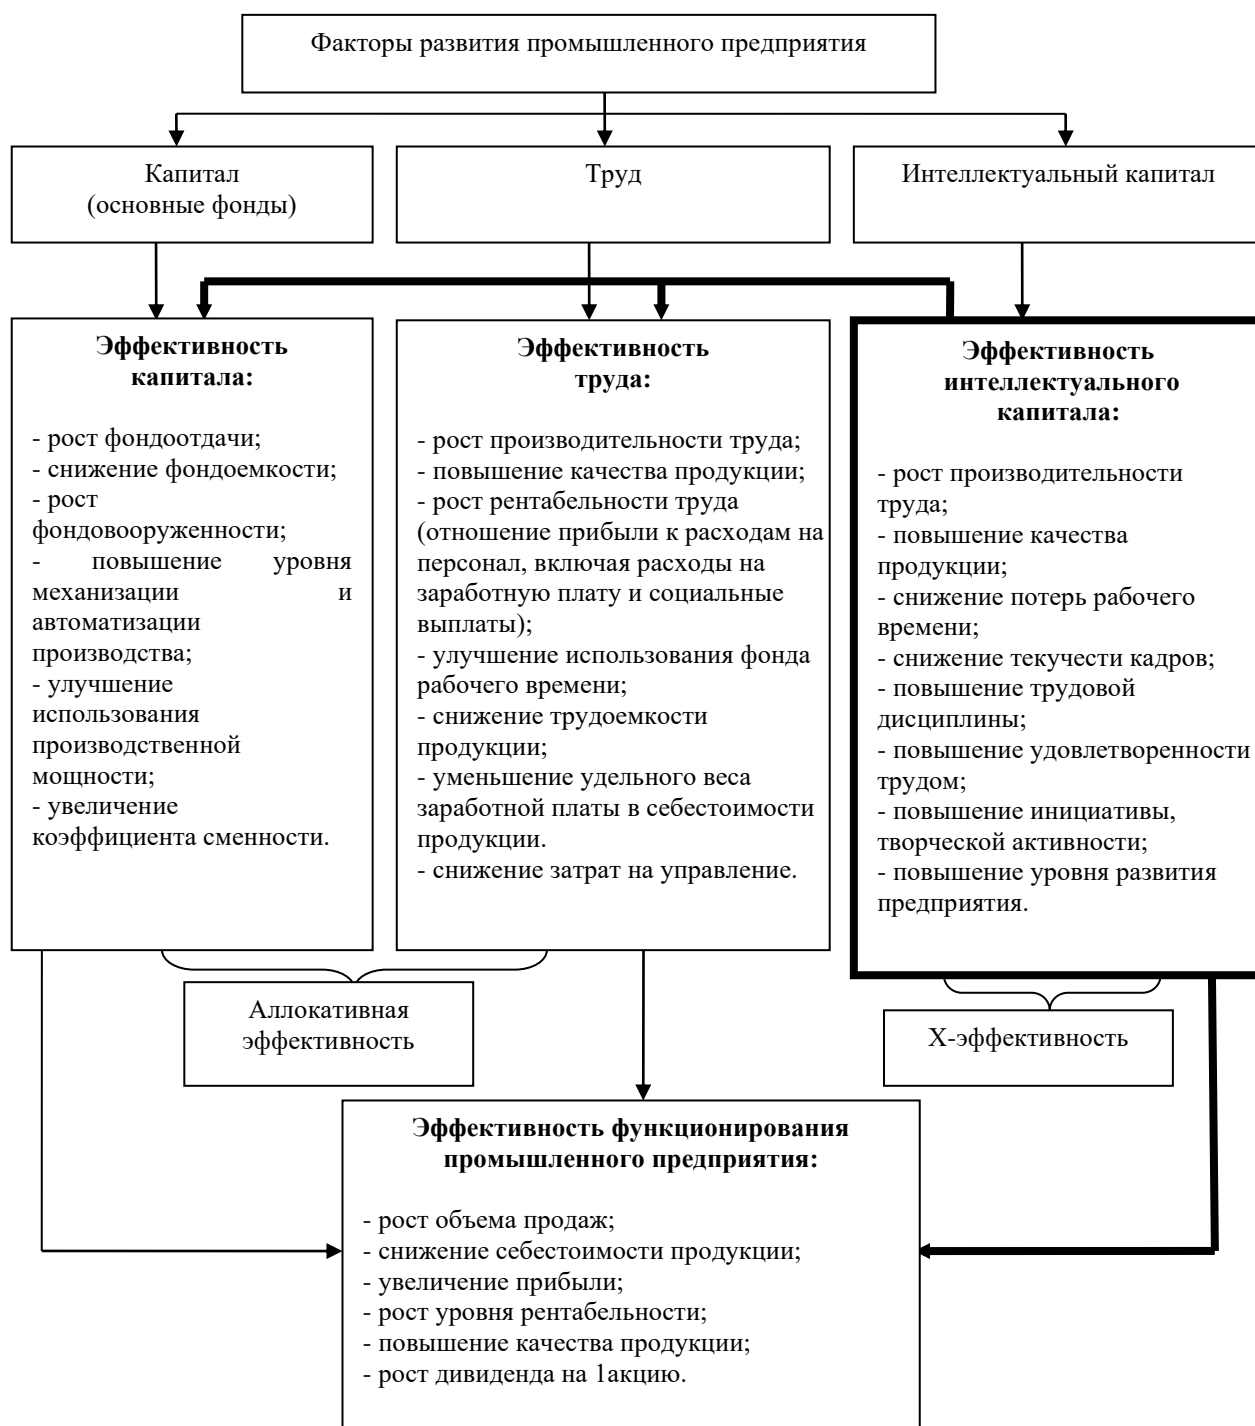 Факторы развития промышленного предприятия
Капитал
(основные фонды)
Труд
Интеллектуальный капитал
Эффективность
капитала:
- рост фондоотдачи;
- снижение фондоемкости;
- рост
фондовооруженности;
- повышение уровня
механизации и
автоматизации
производства;
- улучшение
использования
производственной
мощности;
- увеличение
коэффициента сменности.
Эффективность
труда:
- рост производительности труда;
- повышение качества продукции;
- рост рентабельности труда
(отношение прибыли к расходам на
персонал, включая расходы на
заработную плату и социальные
выплаты);
- улучшение использования фонда
рабочего времени;
- снижение трудоемкости
продукции;
- уменьшение удельного веса
заработной платы в себестоимости
продукции.
- снижение затрат на управление.
Эффективность
интеллектуального
капитала:
- рост производительности
труда;
- повышение качества
продукции;
- снижение потерь рабочего
времени;
- снижение текучести кадров;
- повышение трудовой
дисциплины;
- повышение удовлетворенности
трудом;
- повышение инициативы,
творческой активности;
- повышение уровня развития
предприятия.
Аллокативная
эффективность
Х-эффективность
Эффективность функционирования
промышленного предприятия:
- рост объема продаж;
- снижение себестоимости продукции;
- увеличение прибыли;
- рост уровня рентабельности;
- повышение качества продукции;
- рост дивиденда на 1акцию.